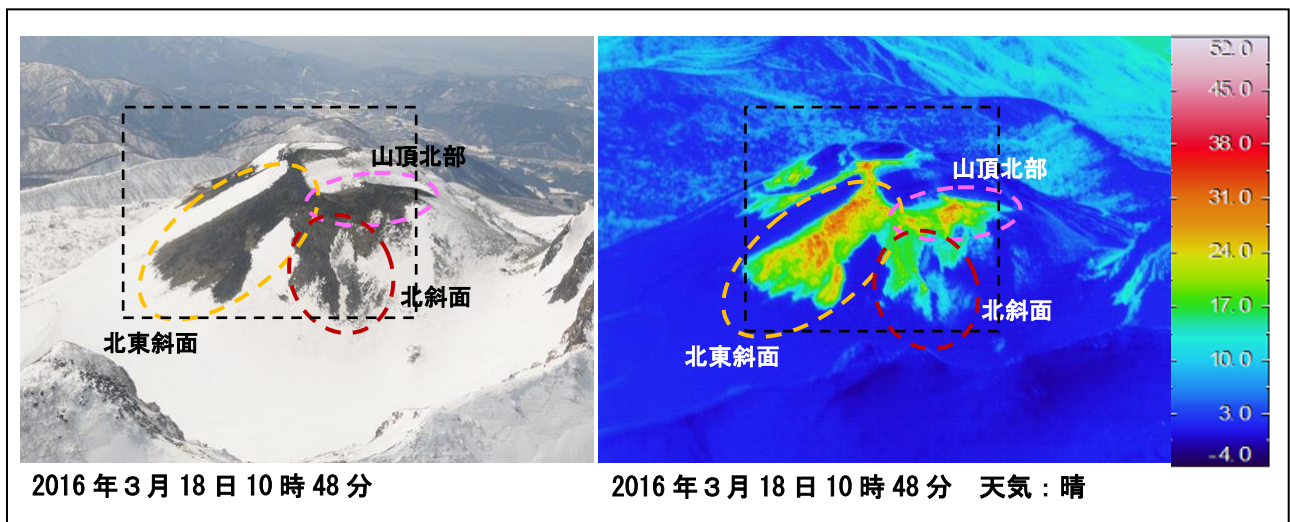 山頂北部
北斜面
北東斜面
2016年3月18日10時48分
山頂北部
北斜面
北東斜面
52.0
45.0
38.0
31.0
24.0
17.0
10.0
3.0
-4.0
2016年3月18日10時48分　天気：晴